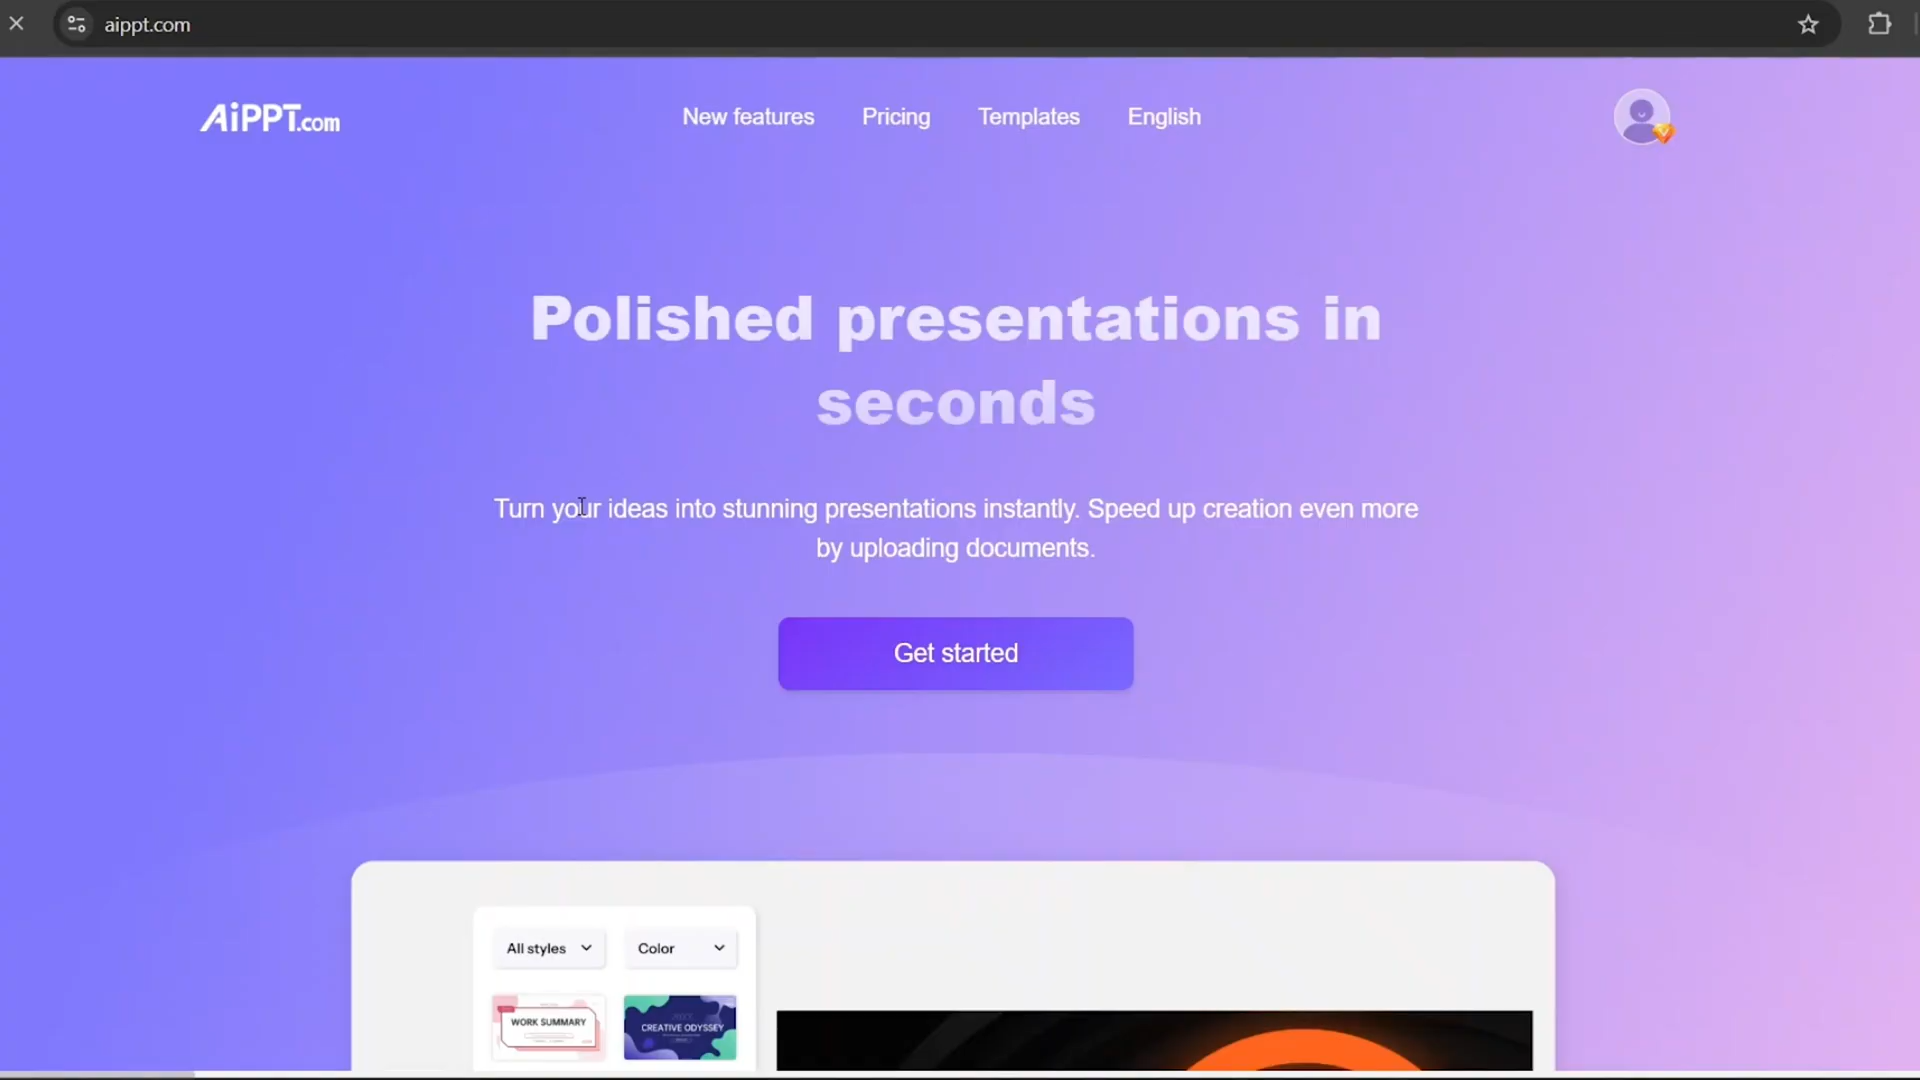 aippt.com
AiPPT.com
New features
Pricing
Templates
English
Polished presentations in
seconds
Turn your ideas into stunning presentations instantly. Speed up creation even more
by uploading documents.
Get started
All styles
Color
WORK SUMMARY
CREATIVE ODYSSEY